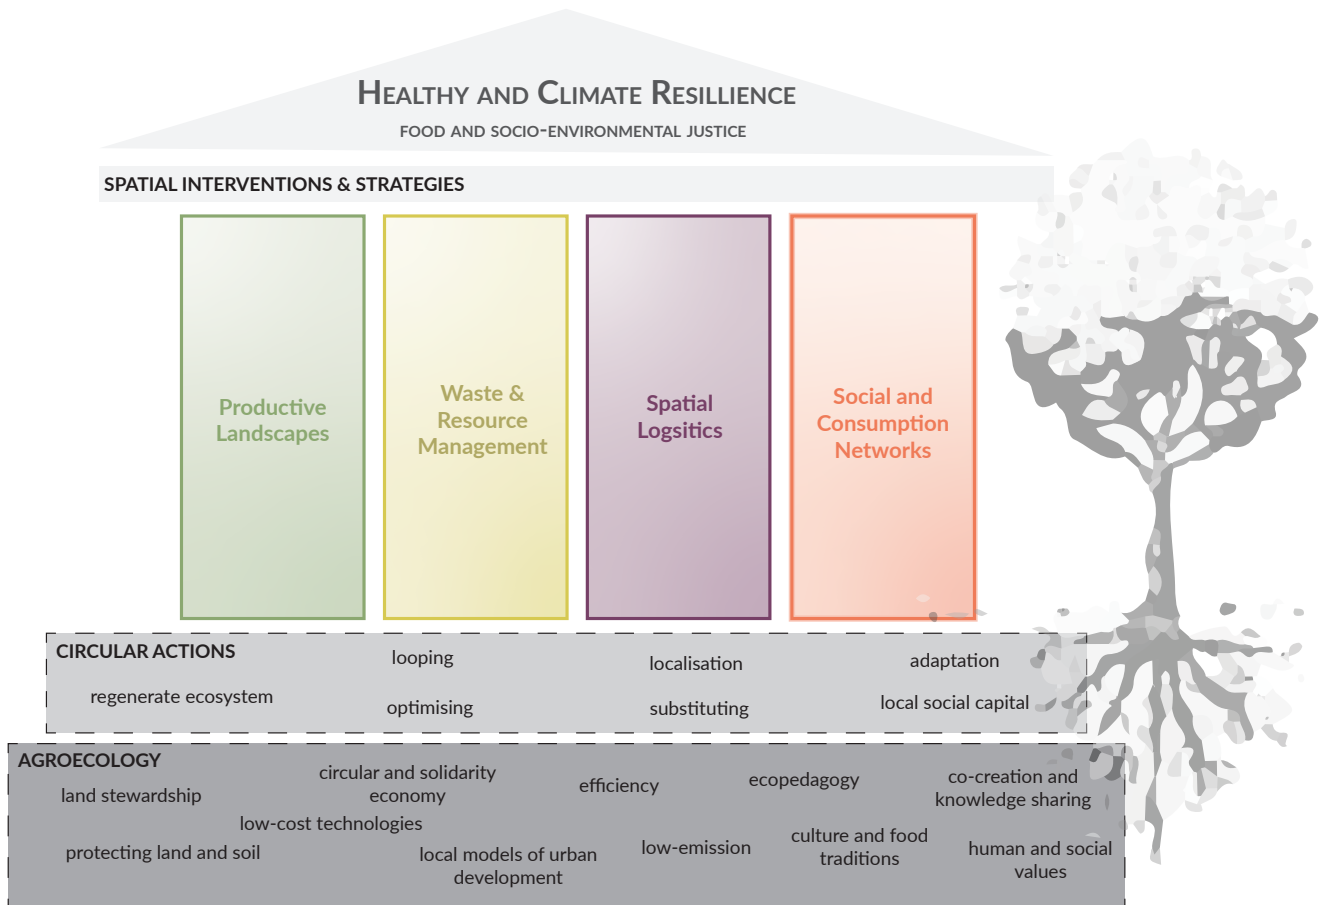 HEALTHY AND CLIMATE RESILLIENCE
FOOD AND SOCIO-ENVIRONMENTAL JUSTICE
SPATIAL INTERVENTIONS & STRATEGIES
Productive
Landscapes
Waste &
Resource
Management
Spatial
Logsitics
Social and
Consumption
Networks
CIRCULAR ACTIONS
regenerate ecosystem
looping
optimising
localisation
substituting
adaptation
local social capital
AGROECOLOGY
land stewardship
circular and solidarity
economy
efficiency
ecopedagogy
co-creation and
knowledge sharing
low-cost technologies
protecting land and soil
local models of urban
development
low-emission
culture and food
traditions
human and social
values